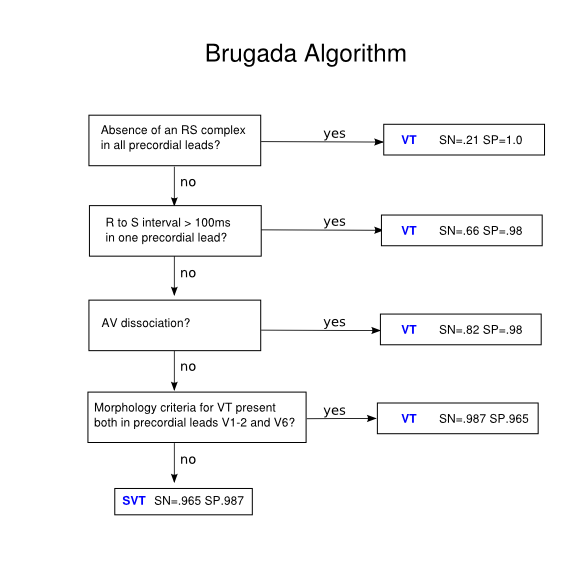 Brugada Algorithm
Absence of an RS complex
in all precordial leads?
yes
VT SN=.21 SP=1.0
no
R to S interval > 100ms
in one precordial lead?
yes
VT SN=.66 SP=.98
no
AV dissociation?
yes
VT SN=.82 SP=.98
no
Morphology criteria for VT present
both in precordial leads V1-2 and V6?
yes
VT SN=.987 SP.965
no
SVT SN=.965 SP.987